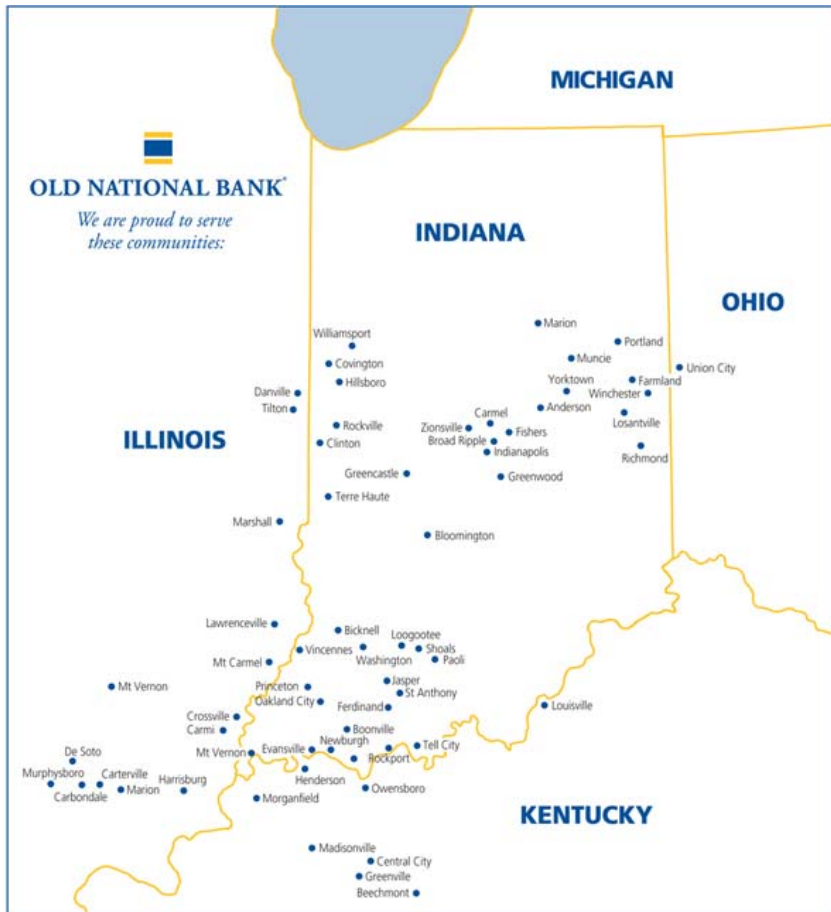 MICHIGAN
OLD NATIONAL BANK®
We are proud to serve
these communities:
INDIANA
OHIO
ILLINOIS
KENTUCKY
Marion
Williamsport
Portland
Muncie
Covington
Union City
Hillsboro
Yorktown
Farmland
Danville
Winchester
Tilton
Anderson
Carmel
Losantville
Rockville
Zionsville
Fishers
Clinton
Broad Ripple
Indianapolis
Richmond
Greencastle
Greenwood
Terre Haute
Marshall
Bloomington
Lawrenceville
Bicknell
Loogootee
Vincennes
Shoals
Washington
Paoli
Mt Carmel
Jasper
Mt Vernon
Princeton
St Anthony
Oakland City
Ferdinand
Louisville
Crossville
Carmi
Boonville
De Soto
Mt Vernon
Evansville
Newburgh
Tell City
Rockport
Murphysboro
Carterville
Harrisburg
Henderson
Carbondale
Marion
Morganfield
Owensboro
Madisonville
Central City
Greenville
Beechmont